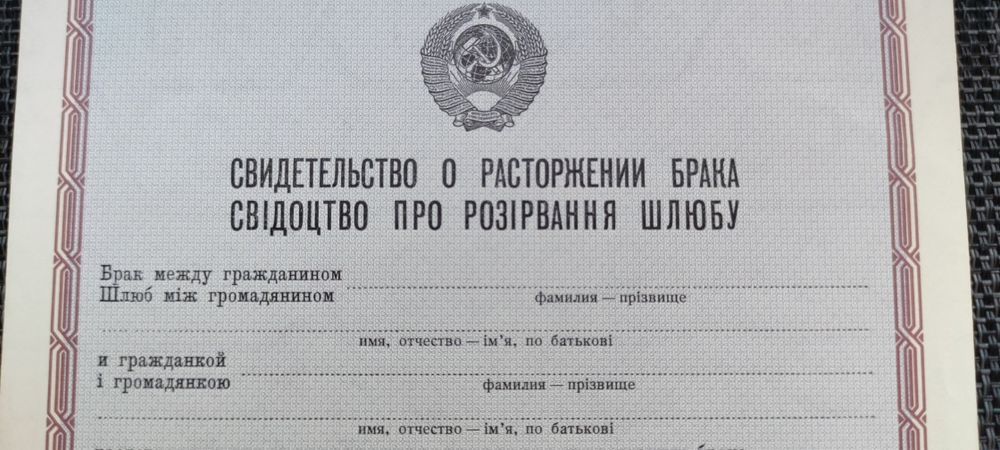 СВИДЕТЕЛЬСТВО О РАСТОРЖЕНИИ БРАКА
СВІДОЦТВО ПРО РОЗІРВАННЯ ШЛЮБУ
Брак между гражданином
Шлюб між громадянином
фамилия — прізвище
имя, отчество — ім'я, по батькові
и гражданкой
і громадянкою
фамилия — прізвище
имя, отчество — ім'я, по батькові